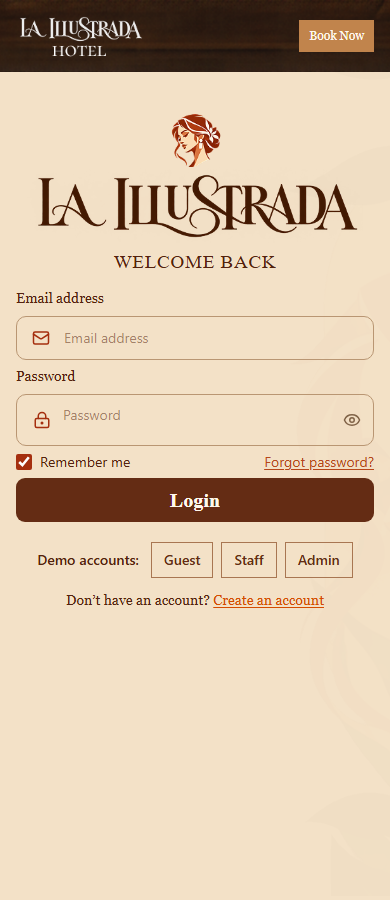 LA ILLUSTRADA
HOTEL
Book Now
LA ILLUSTRADA
WELCOME BACK
Email address
Email address
Password
Password
Remember me
Forgot password?
Login
Demo accounts:
Guest
Staff
Admin
Don’t have an account? Create an account